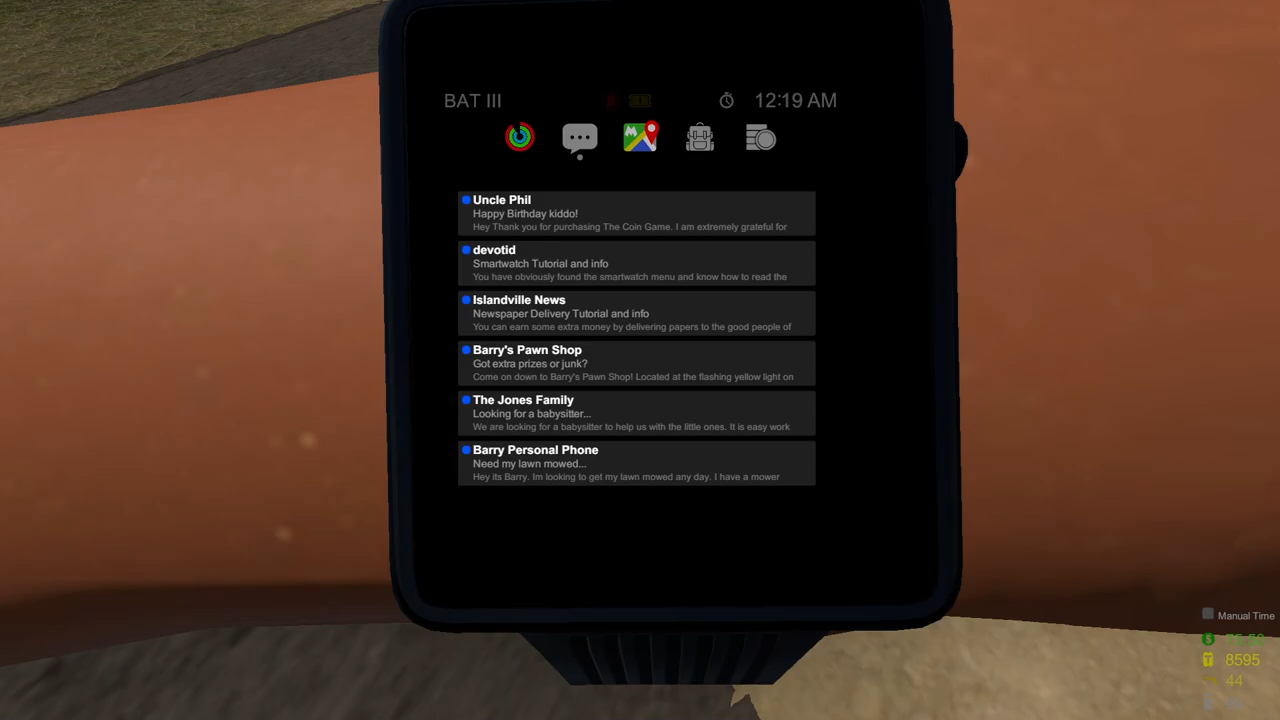 BAT III 12:19 AM
Uncle Phil
Happy Birthday kiddo!
Hey Thank you for purchasing The Coin Game. I am extremely grateful for
devotid
Smartwatch Tutorial and info
You have obviously found the smartwatch menu and know how to read the
Islandville News
Newspaper Delivery Tutorial and info
You can earn some extra money by delivering papers to the good people of
Barry's Pawn Shop
Got extra prizes or junk?
Come on down to Barry's Pawn Shop! Located at the flashing yellow light on
The Jones Family
Looking for a babysitter...
We are looking for a babysitter to help us with the little ones. It is easy work
Barry Personal Phone
Need my lawn mowed...
Hey its Barry. Im looking to get my lawn mowed any day. I have a mower
Manual Time
8595
44